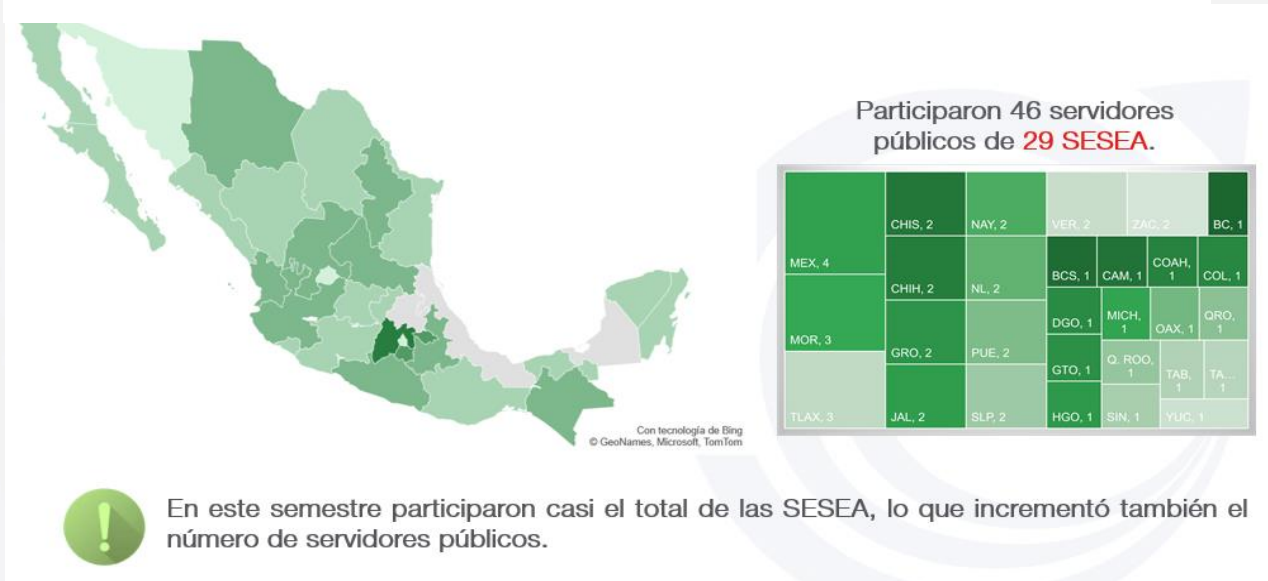 Participaron 46 servidores
públicos de 29 SESEA.
MEX, 4
MOR, 3
TLAX, 3
CHIS, 2
CHIH, 2
GRO, 2
JAL, 2
NAY, 2
NL, 2
PUE, 2
SLP, 2
VER, 2
ZAC, 2
BC, 1
BCS, 1
CAM, 1
COAH,
1
COL, 1
DGO, 1
MICH,
1
OAX, 1
QRO,
1
GTO, 1
Q. ROO,
1
TAB,
1
TA...
1
HGO, 1
SIN, 1
YUC, 1
Con tecnología de Bing
© GeoNames, Microsoft, TomTom
En este semestre participaron casi el total de las SESEA, lo que incrementó también el
número de servidores públicos.